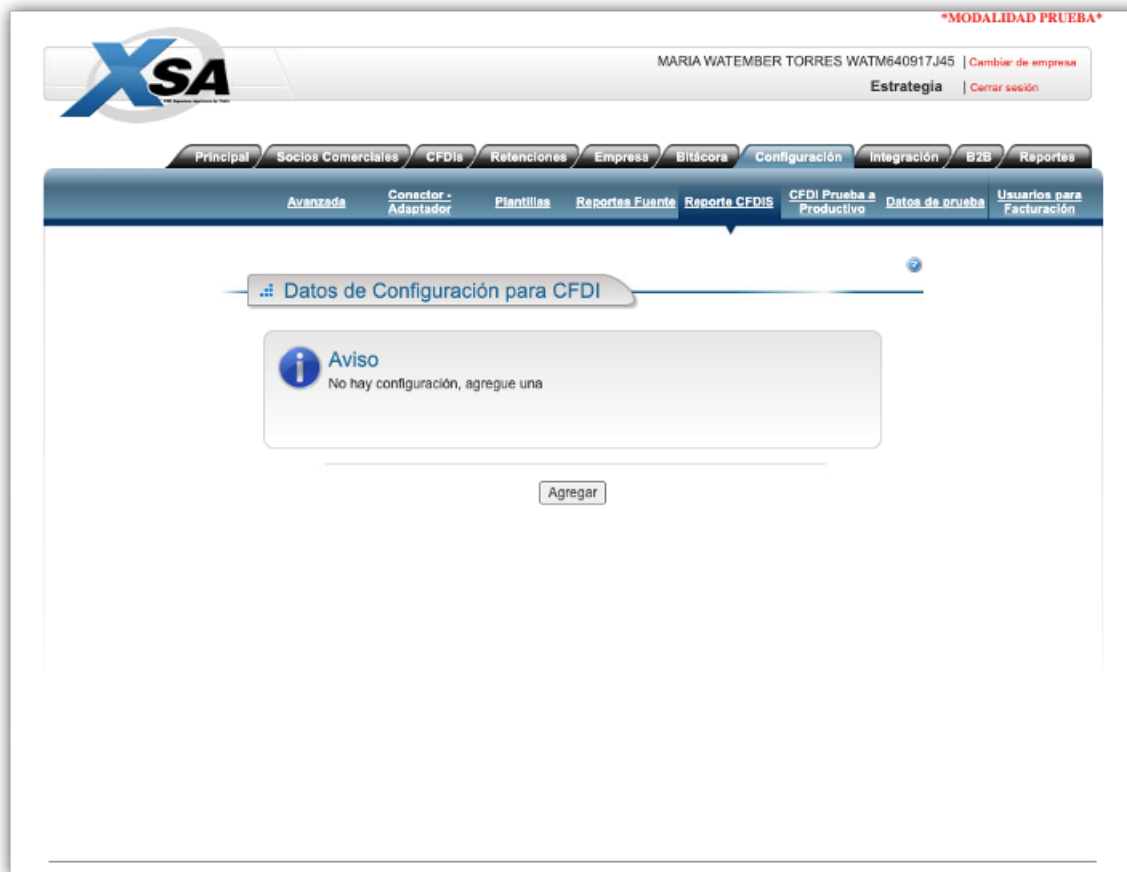 *MODALIDAD PRUEBA*
XSA
MARIA WATEMBER TORRES WATM640917J45 | Cambiar de empresa
Estrategia | Cerrar sesión
Principal Socios Comerciales CFDIs Retenciones Empresa Bitácora Configuración Integración B2B Reportes
Avanzada Conector - Adaptador Plantillas Reportes Fuente Reporte CFDIS CFDI Prueba a Productivo Datos de prueba Usuarios para Facturación
Datos de Configuración para CFDI
Aviso
No hay configuración, agregue una
Agregar